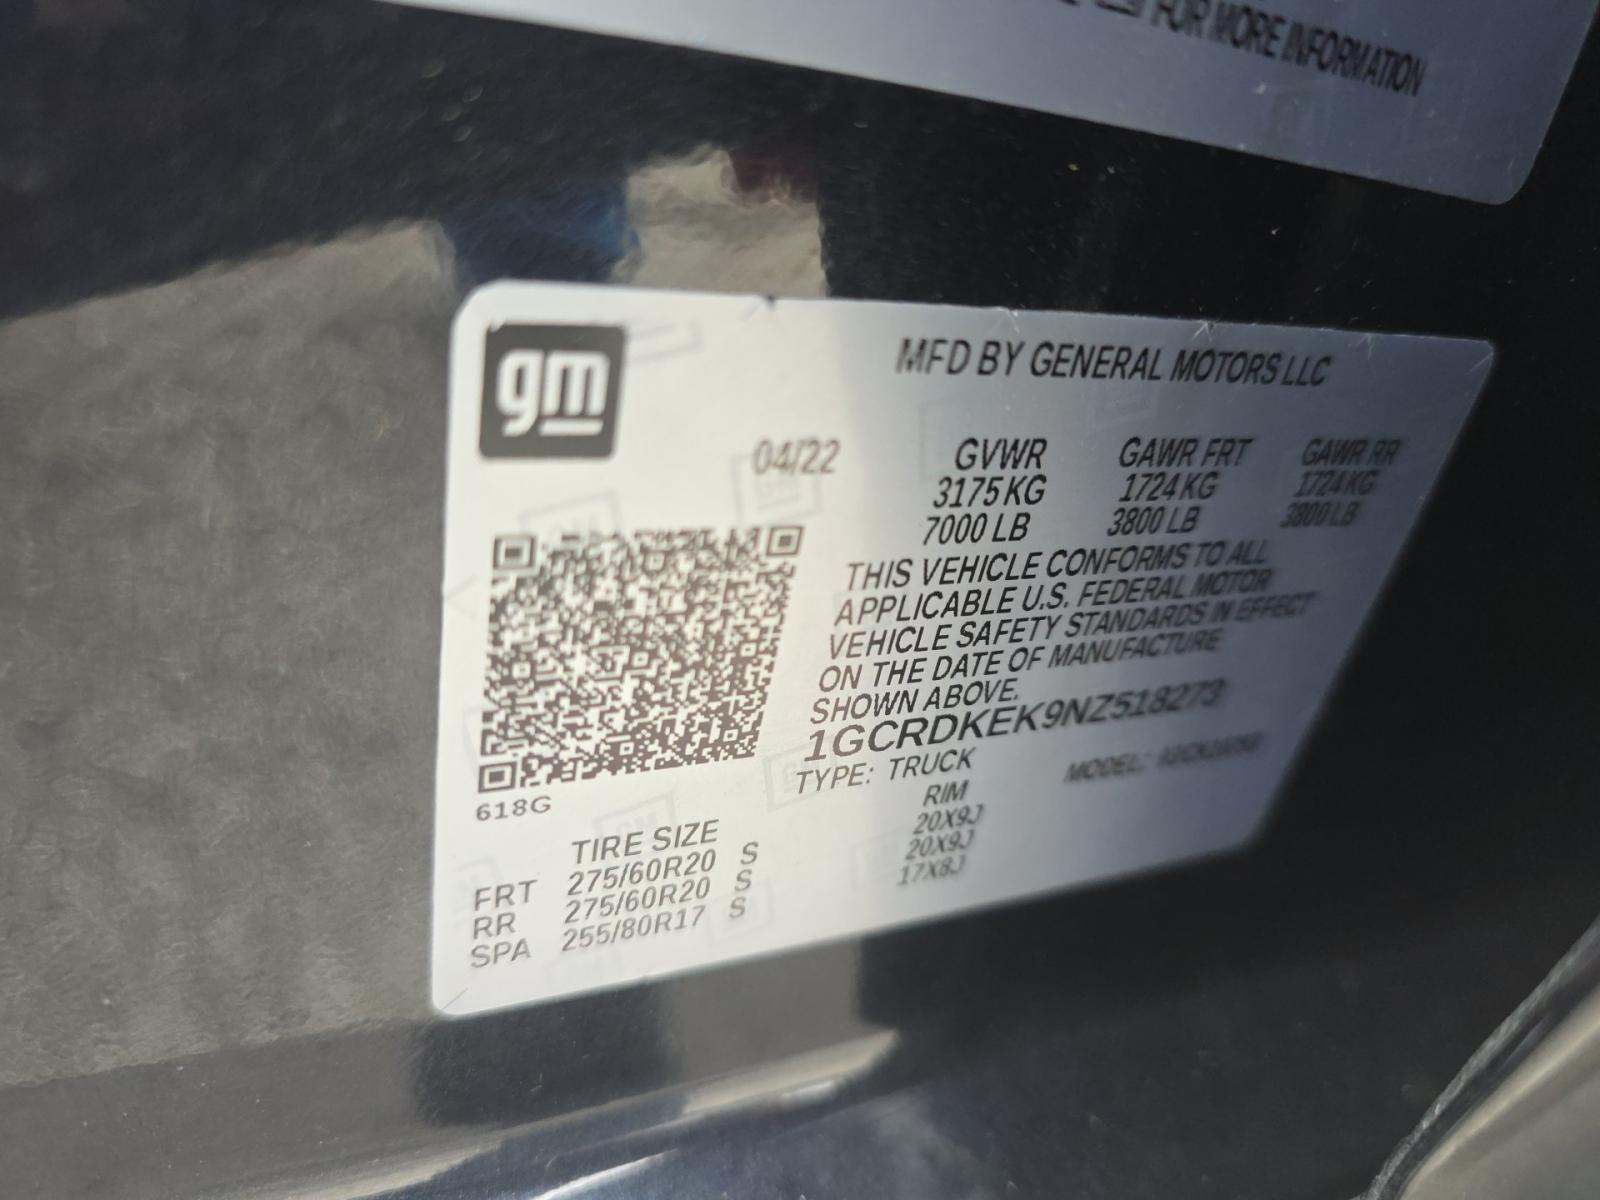 FOR MORE INFORMATION
gm
MFD BY GENERAL MOTORS LLC
04/22
GVWR GAWR FRT GAWR RR
3175 KG 1724 KG 1724 KG
7000 LB 3800 LB 3800 LB
THIS VEHICLE CONFORMS TO ALL
APPLICABLE U.S. FEDERAL MOTOR
VEHICLE SAFETY STANDARDS IN EFFECT
ON THE DATE OF MANUFACTURE
SHOWN ABOVE.
1GCRDKEK9NZ518273
TYPE: TRUCK MODEL:
618G
TIRE SIZE RIM
FRT 275/60R20 S 20X9J
RR 275/60R20 S 20X9J
SPA 255/80R17 S 17X8J